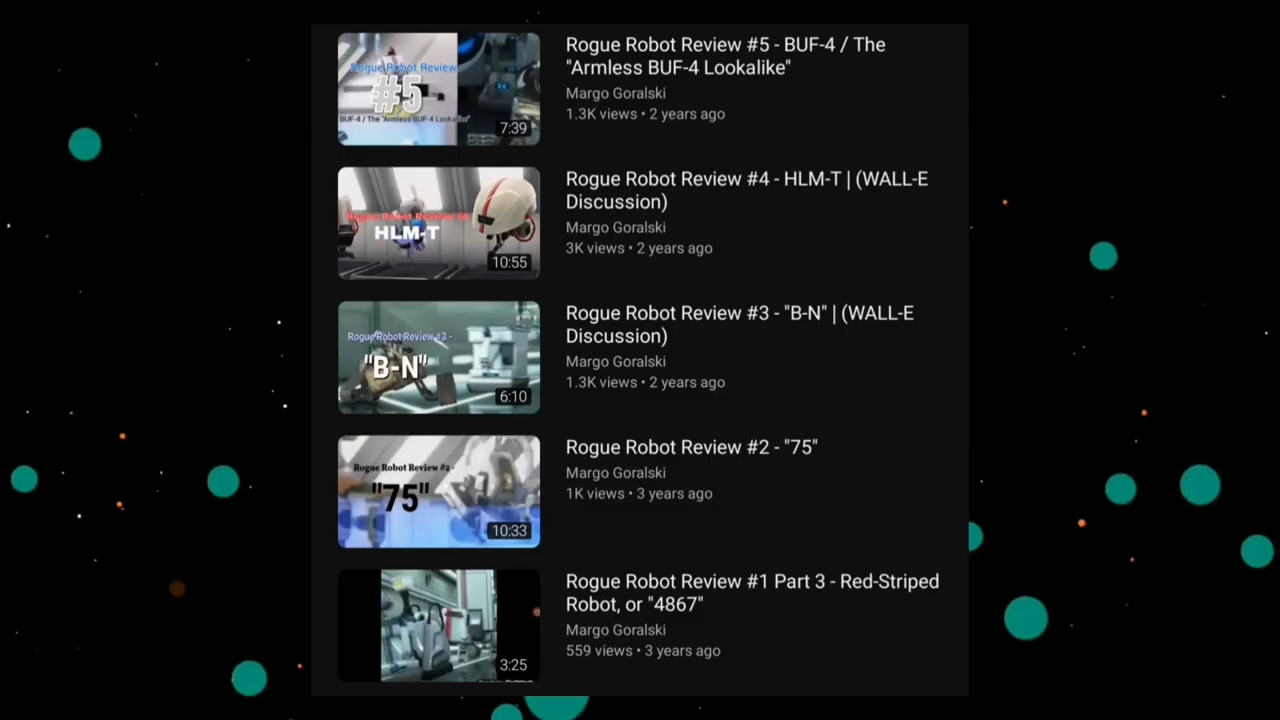 Rogue Robot Review
#5
BUF-4 / The "Armless BUF-4 Lookalike"
7:39
Rogue Robot Review #5 - BUF-4 / The
"Armless BUF-4 Lookalike"
Margo Goralski
1.3K views • 2 years ago
Rogue Robot Review #4
HLM-T
10:55
Rogue Robot Review #4 - HLM-T | (WALL-E
Discussion)
Margo Goralski
3K views • 2 years ago
Rogue Robot Review #3 -
"B-N"
6:10
Rogue Robot Review #3 - "B-N" | (WALL-E
Discussion)
Margo Goralski
1.3K views • 2 years ago
Rogue Robot Review #2 -
"75"
10:33
Rogue Robot Review #2 - "75"
Margo Goralski
1K views • 3 years ago
3:25
Rogue Robot Review #1 Part 3 - Red-Striped
Robot, or "4867"
Margo Goralski
559 views • 3 years ago